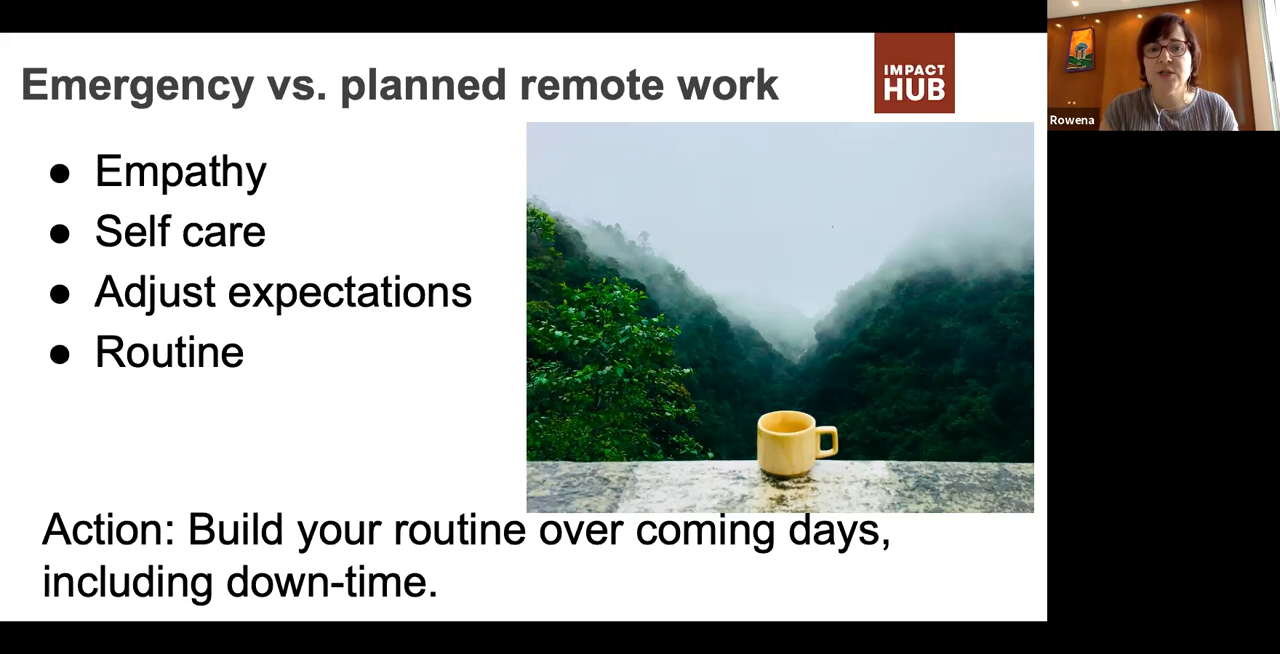 Emergency vs. planned remote work
IMPACT
HUB
● Empathy
● Self care
● Adjust expectations
● Routine
Action: Build your routine over coming days,
including down-time.
Rowena